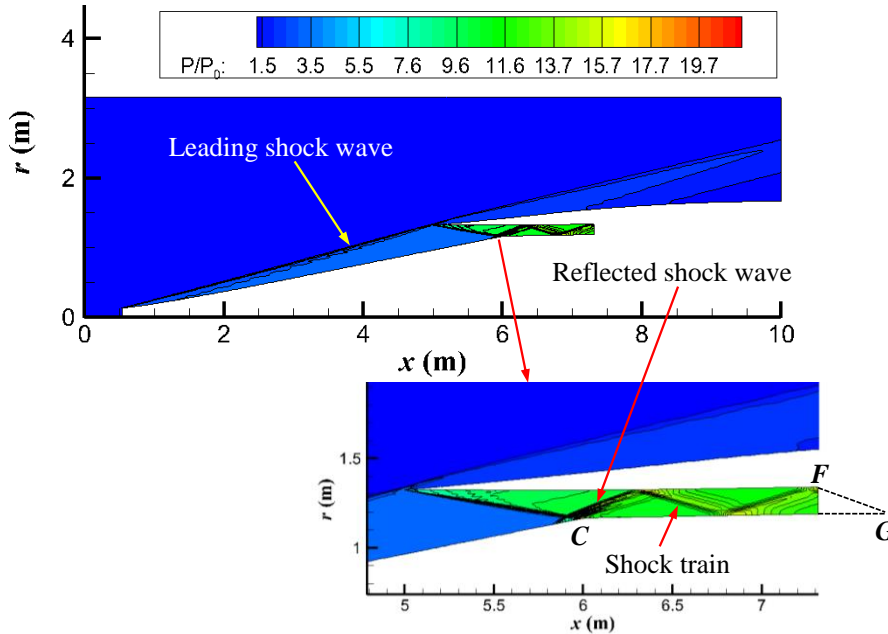 4
P/P₀: 1.5 3.5 5.5 7.6 9.6 11.6 13.7 15.7 17.7 19.7
r (m)
Leading shock wave
2
Reflected shock wave
0
0 2 4 6 8 10
x (m)
r (m)
1.5
F
1
C
G
Shock train
5 5.5 6 6.5 7
x (m)